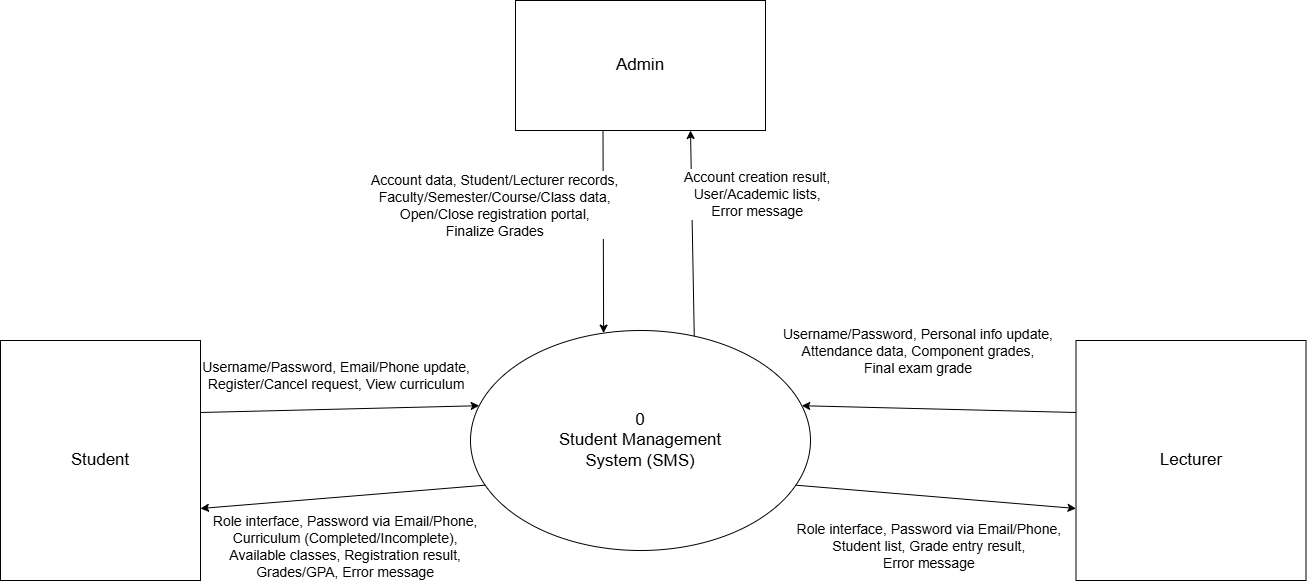 Admin
Account data, Student/Lecturer records,
Faculty/Semester/Course/Class data,
Open/Close registration portal,
Finalize Grades
Account creation result,
User/Academic lists,
Error message
Username/Password, Email/Phone update,
Register/Cancel request, View curriculum
Username/Password, Personal info update,
Attendance data, Component grades,
Final exam grade
Student
0
Student Management
System (SMS)
Lecturer
Role interface, Password via Email/Phone,
Curriculum (Completed/Incomplete),
Available classes, Registration result,
Grades/GPA, Error message
Role interface, Password via Email/Phone,
Student list, Grade entry result,
Error message